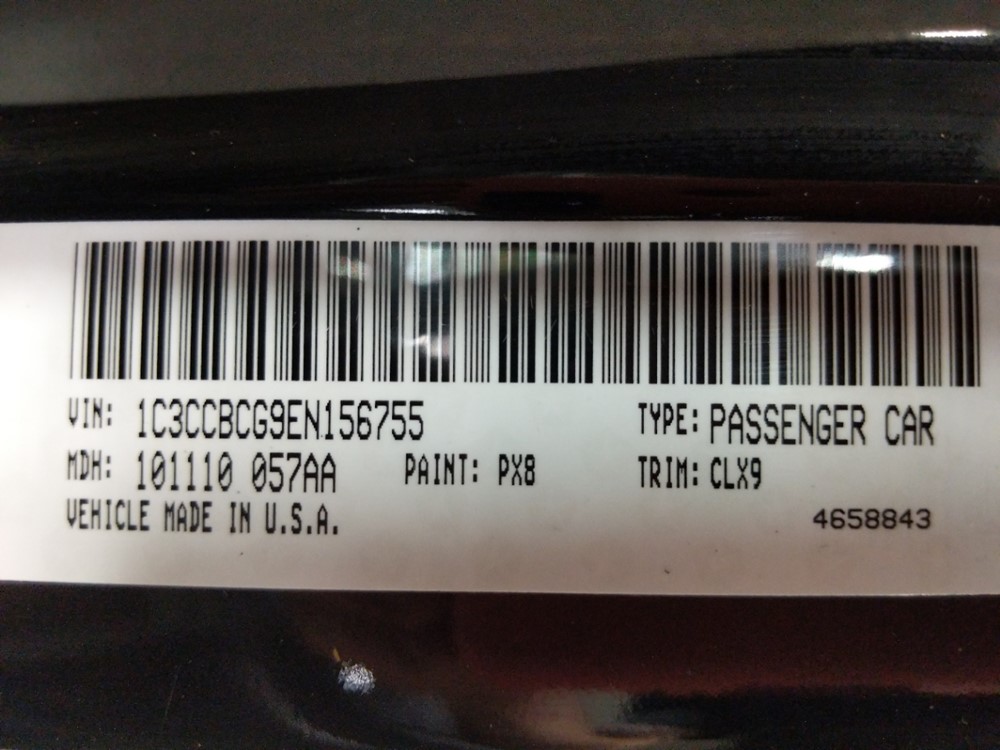 VIN: 1C3CCBCG9EN156755 TYPE: PASSENGER CAR
MDH: 101110 057AA PAINT: PX8 TRIM: CLX9
VEHICLE MADE IN U.S.A. 4658843